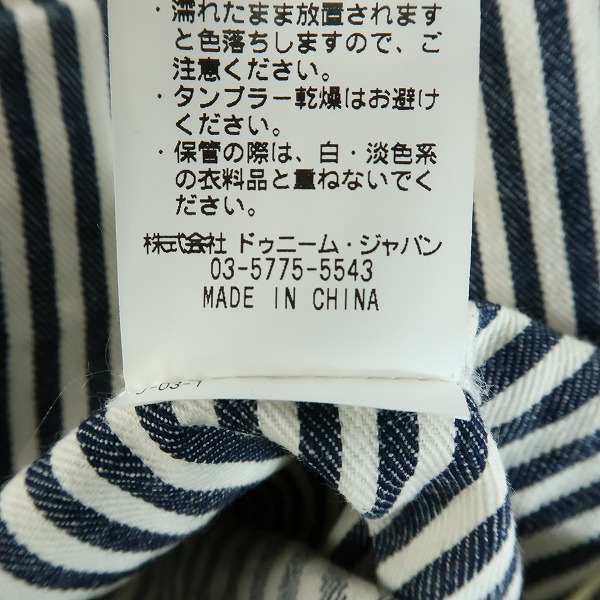 ・濡れたまま放置されます
と色落ちしますので、ご
注意ください。
・タンブラー乾燥はお避け
ください。
・保管の際は、白・淡色系
の衣料品と重ねないでく
ださい。
株式会社 ドゥニーム・ジャパン
03-5775-5543
MADE IN CHINA
-03-1